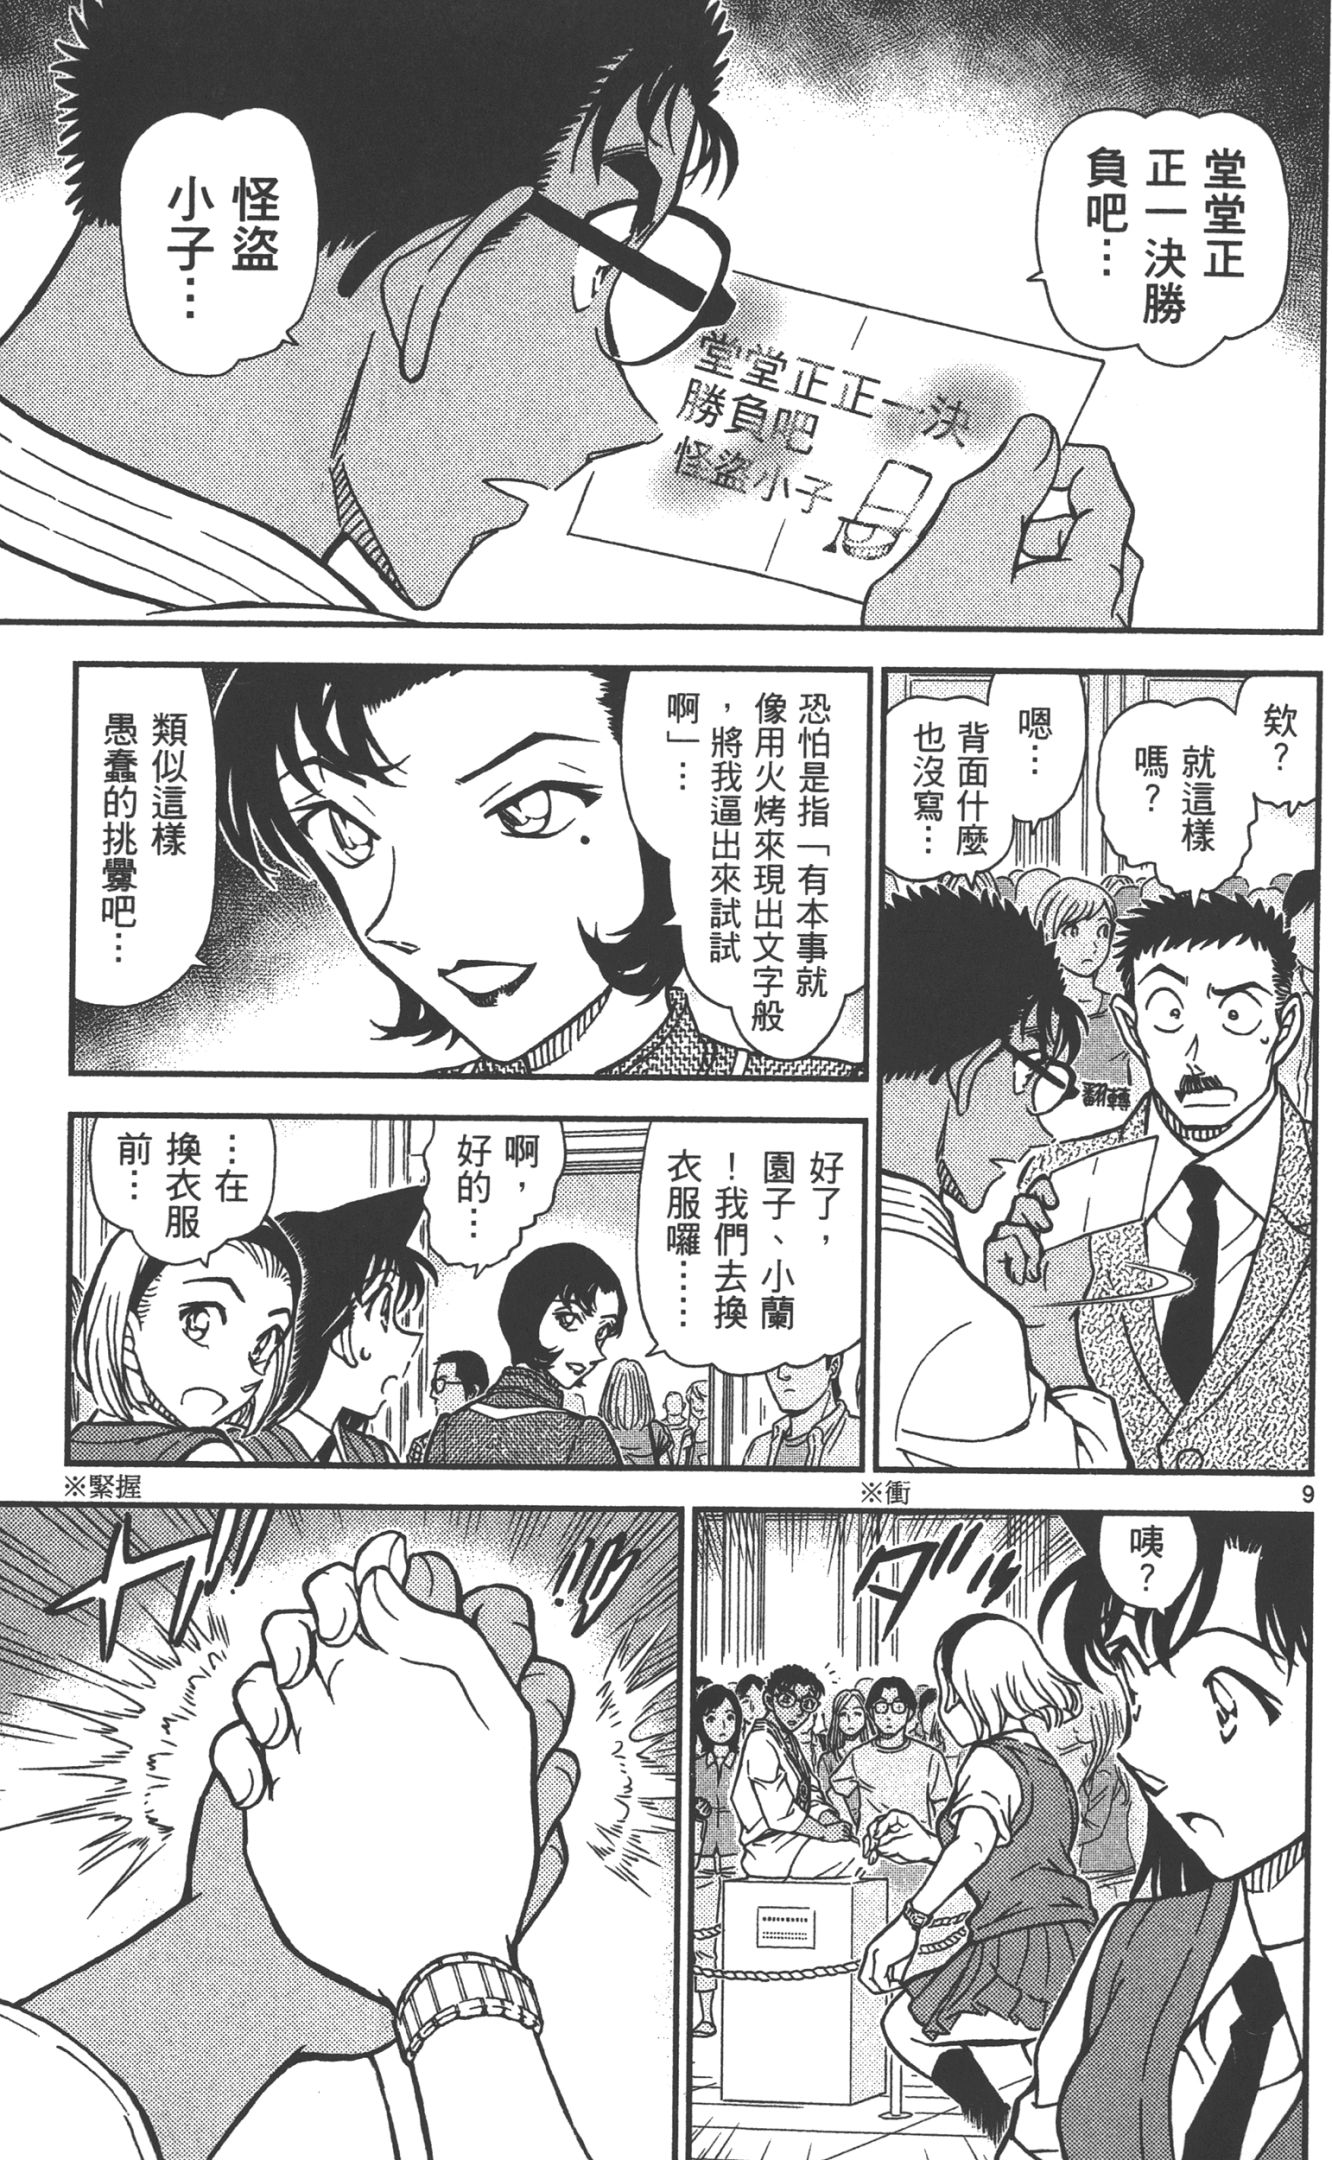 堂堂正
正一決勝
負吧…
怪盜
小子…
堂堂正正一決
勝負吧
怪盜小子
欸?
就這樣
嗎?
嗯…
背面什麼
也沒寫…
翻轉
恐怕是指「有本事就
像用火烤來現出文字般
，將我逼出來試試
啊」…
類似這樣
愚蠢的挑釁吧…
好了，
園子、小蘭
！我們去換
衣服囉……
啊，
好的…
…在
換衣服
前…
※緊握
※衝
9
咦?
ダッ
ガッ